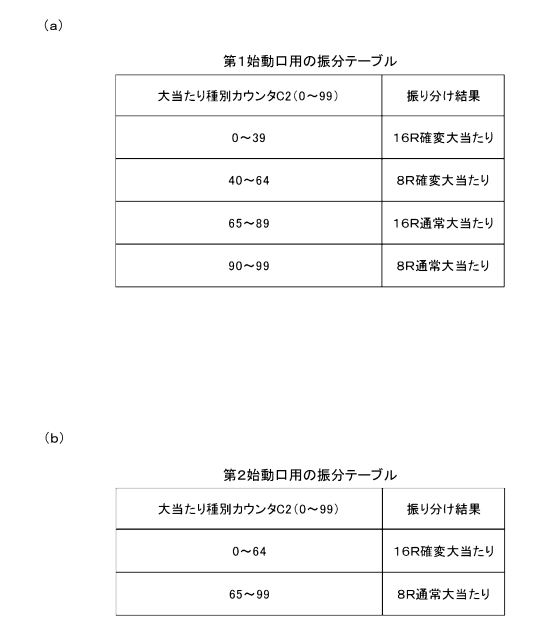 (a)
第1始動口用の振分テーブル
大当たり種別カウンタC2(0～99) 振り分け結果
0～39 16R確変大当たり
40～64 8R確変大当たり
65～89 16R通常大当たり
90～99 8R通常大当たり
(b)
第2始動口用の振分テーブル
大当たり種別カウンタC2(0～99) 振り分け結果
0～64 16R確変大当たり
65～99 8R通常大当たり